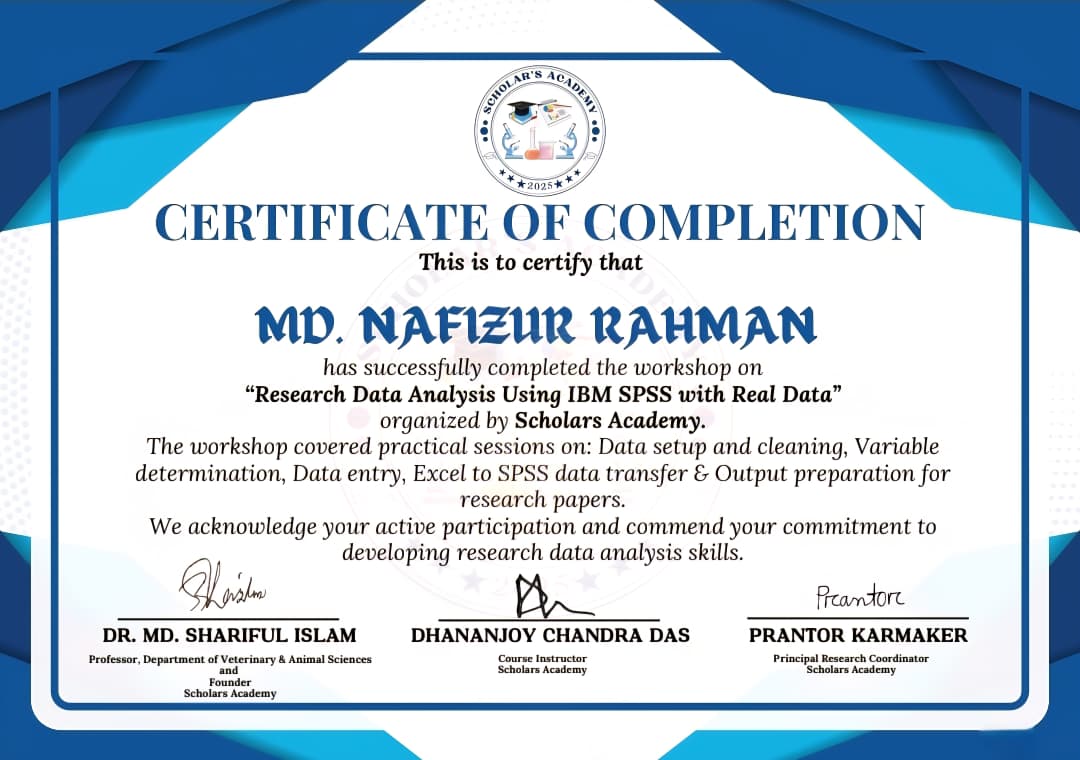 SCHOLAR'S ACADEMY
2025
CERTIFICATE OF COMPLETION
This is to certify that
MD. NAFIZUR RAHMAN
has successfully completed the workshop on
“Research Data Analysis Using IBM SPSS with Real Data”
organized by Scholars Academy.
The workshop covered practical sessions on: Data setup and cleaning, Variable
determination, Data entry, Excel to SPSS data transfer & Output preparation for
research papers.
We acknowledge your active participation and commend your commitment to
developing research data analysis skills.
Prcantorc
DR. MD. SHARIFUL ISLAM
Professor, Department of Veterinary & Animal Sciences
and
Founder
Scholars Academy
DHANANJOY CHANDRA DAS
Course Instructor
Scholars Academy
PRANTOR KARMAKER
Principal Research Coordinator
Scholars Academy